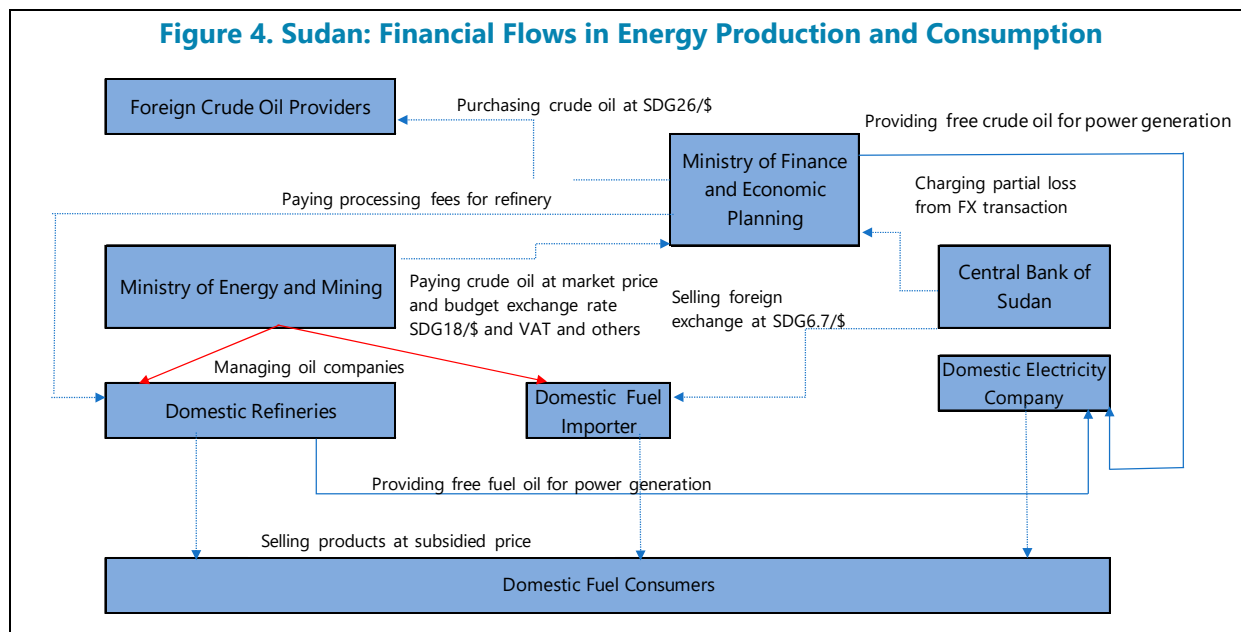 Figure 4. Sudan: Financial Flows in Energy Production and Consumption
Foreign Crude Oil Providers
Purchasing crude oil at SDG26/$
Providing free crude oil for power generation
Ministry of Finance
and Economic
Planning
Charging partial loss
from FX transaction
Paying processing fees for refinery
Ministry of Energy and Mining
Paying crude oil at market price
and budget exchange rate
SDG18/$ and VAT and others
Selling foreign
exchange at SDG6.7/$
Central Bank of
Sudan
Managing oil companies
Domestic Refineries
Domestic Fuel
Importer
Domestic Electricity
Company
Providing free fuel oil for power generation
Selling products at subsidied price
Domestic Fuel Consumers